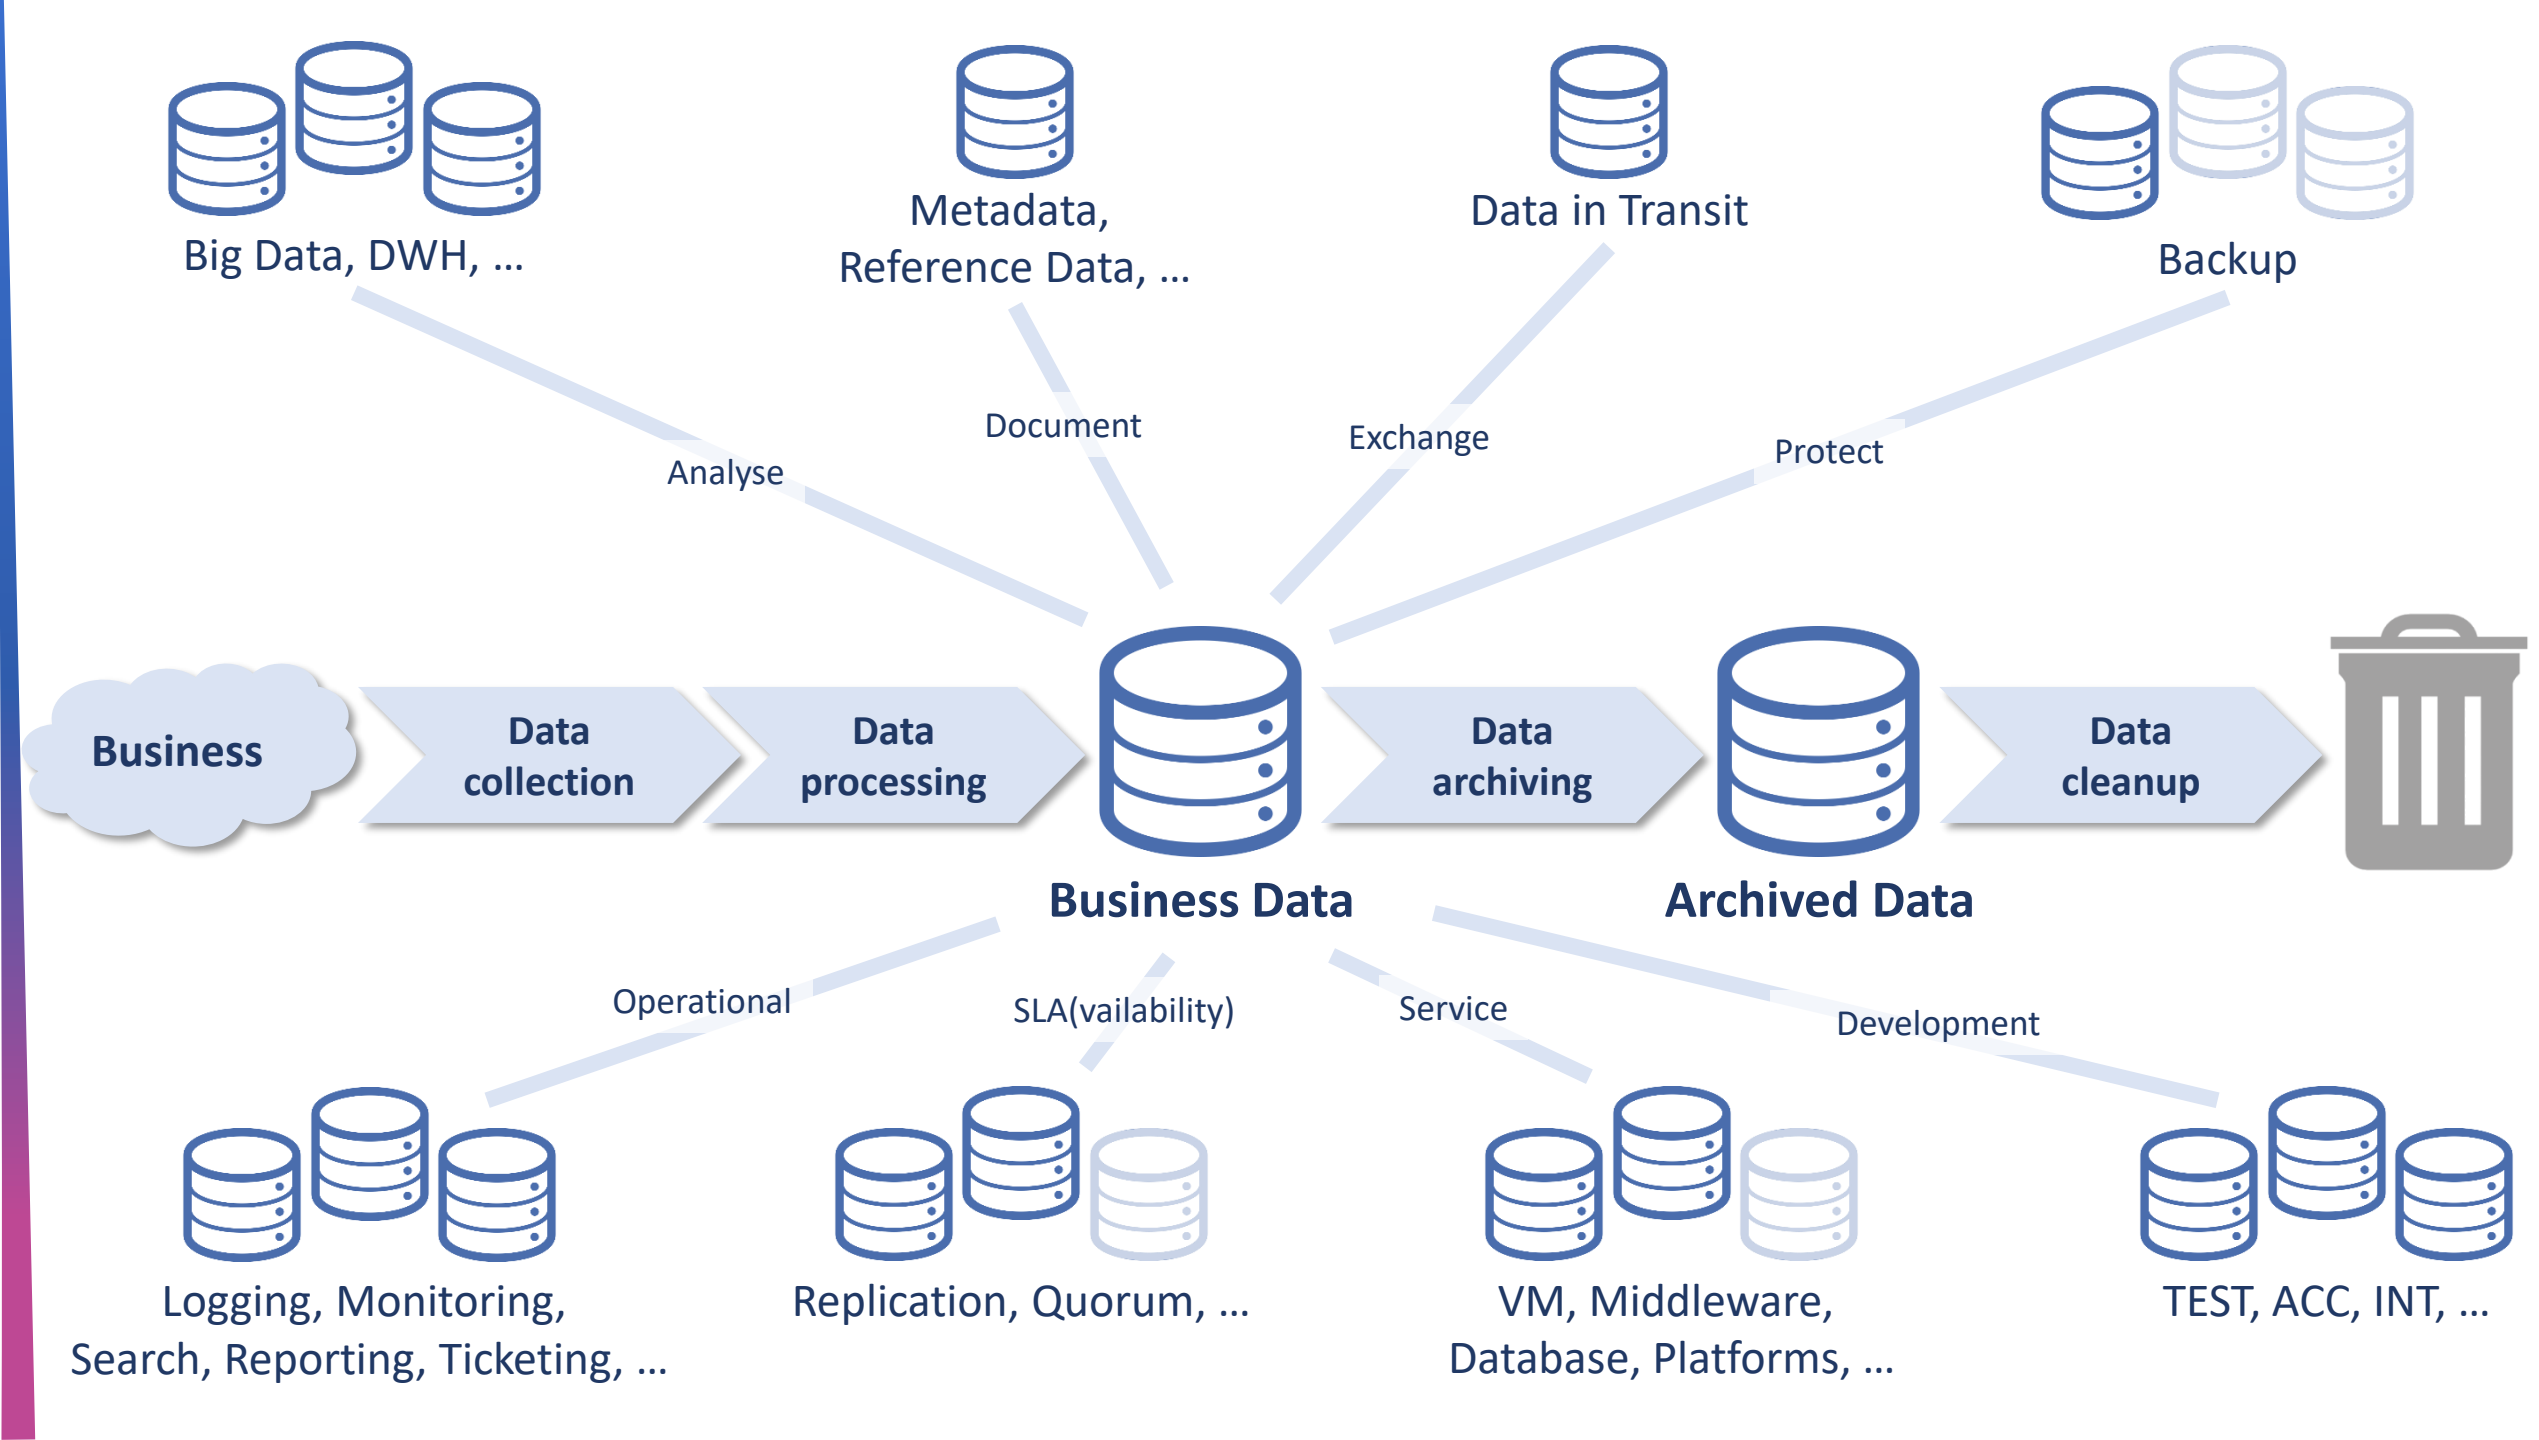 Big Data, DWH, ...
Metadata,
Reference Data, ...
Data in Transit
Backup
Analyse
Document
Exchange
Protect
Business
Data
collection
Data
processing
Data
archiving
Data
cleanup
Business Data
Archived Data
Operational
SLA(vailability)
Service
Development
Logging, Monitoring,
Search, Reporting, Ticketing, ...
Replication, Quorum, ...
VM, Middleware,
Database, Platforms, ...
TEST, ACC, INT, ...